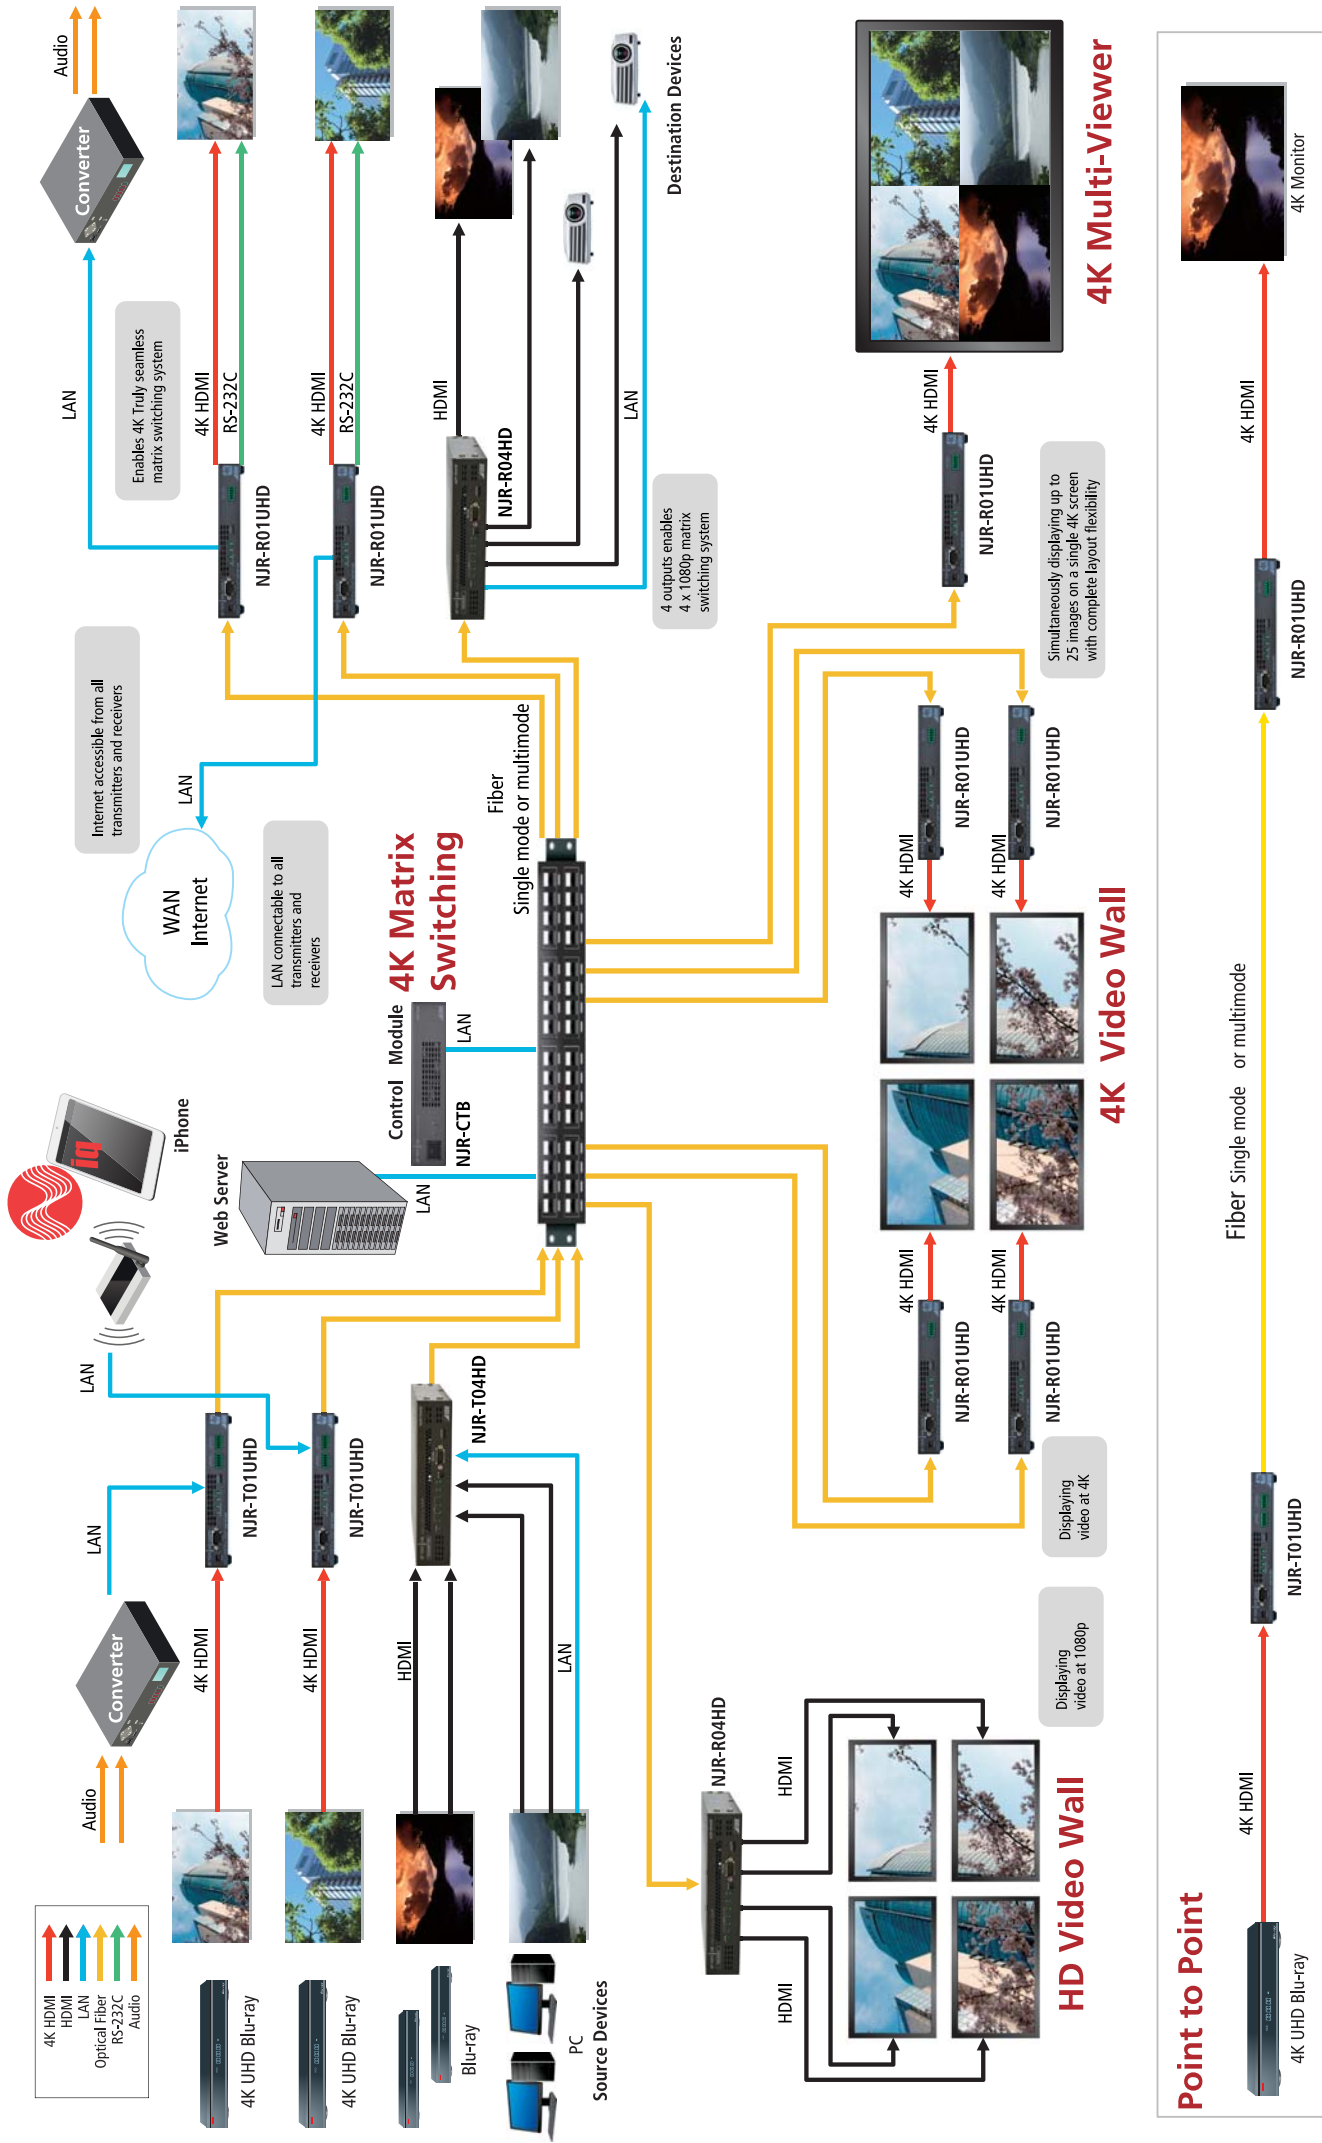 4K HDMI
HDMI
LAN
Optical Fiber
RS-232C
Audio
Audio
Converter
LAN
LAN
iPhone
iq
4K UHD Blu-ray
4K HDMI
NJR-T01UHD
4K UHD Blu-ray
4K HDMI
NJR-T01UHD
Blu-ray
HDMI
NJR-T04HD
PC
LAN
Source Devices
Web Server
LAN
Control Module
NJR-CTB
LAN
4K Matrix
Switching
Fiber
Single mode or multimode
WAN
Internet
LAN
LAN connectable to all
transmitters and
receivers
Internet accessible from all
transmitters and receivers
LAN
Enables 4K Truly seamless
matrix switching system
Converter
Audio
4K HDMI
RS-232C
NJR-R01UHD
4K HDMI
RS-232C
NJR-R01UHD
HDMI
NJR-R04HD
LAN
4 outputs enables
4 x 1080p matrix
switching system
Destination Devices
NJR-R04HD
HDMI
HDMI
HD Video Wall
Displaying
video at 1080p
Displaying
video at 4K
4K HDMI
NJR-R01UHD
4K HDMI
NJR-R01UHD
4K HDMI
NJR-R01UHD
4K HDMI
NJR-R01UHD
4K Video Wall
4K HDMI
NJR-R01UHD
Simultaneously displaying up to
25 images on a single 4K screen
with complete layout flexibility
4K Multi-Viewer
Point to Point
4K UHD Blu-ray
4K HDMI
NJR-T01UHD
Fiber Single mode or multimode
NJR-R01UHD
4K HDMI
4K Monitor